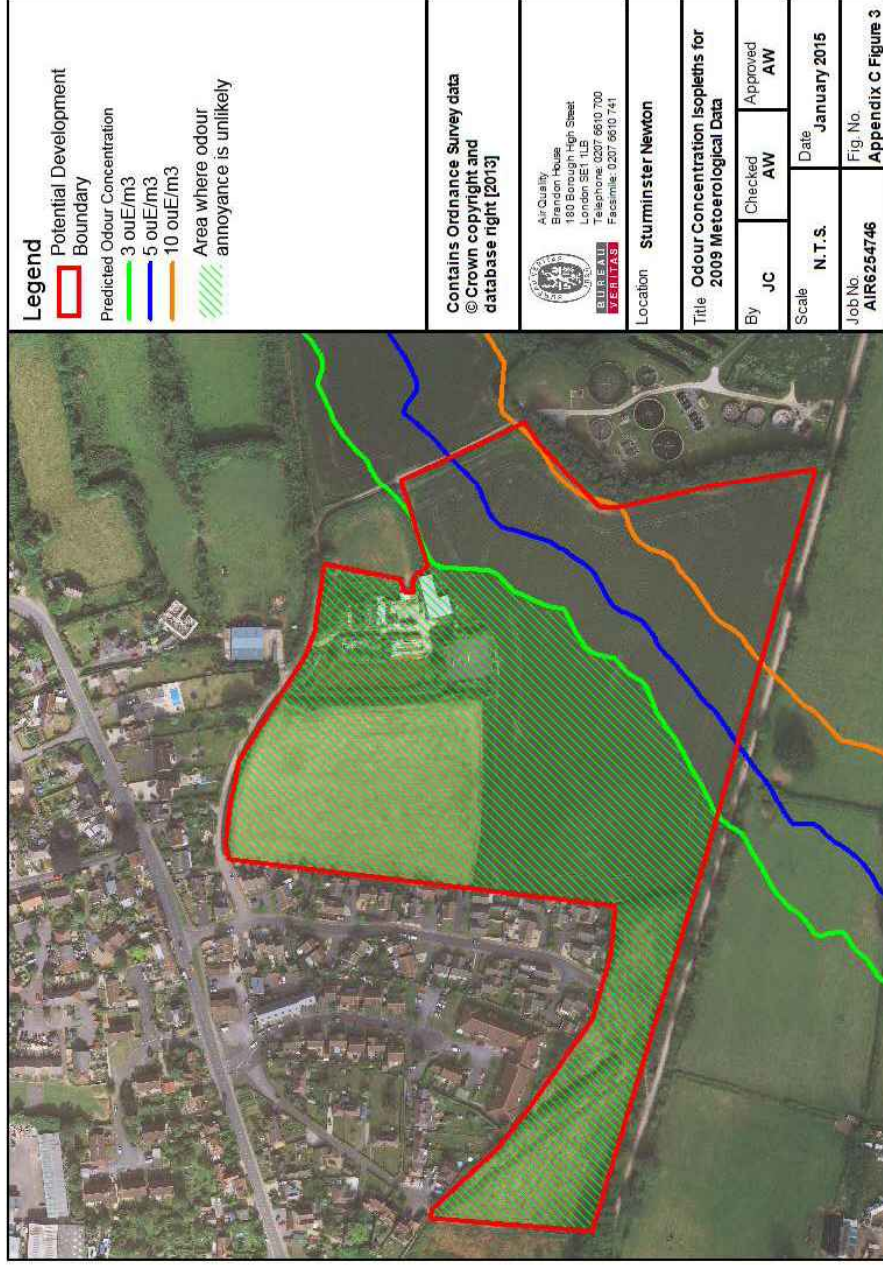 Legend
Potential Development
Boundary
Predicted Odour Concentration
3 ouE/m3
5 ouE/m3
10 ouE/m3
Area where odour
annoyance is unlikely
Contains Ordnance Survey data
© Crown copyright and
database right [2013]
BUREAU
VERITAS
Air Quality
Brandon House
180 Borough High Street
London SE1 1LB
Telephone: 0207 6610 700
Facsimile: 0207 6610 741
Location Sturminster Newton
Title Odour Concentration Isopleths for
2009 Metoerological Data
By JC
Checked AW
Approved AW
Scale N.T.S.
Date January 2015
Job No. AIR6254746
Fig. No. Appendix C Figure 3